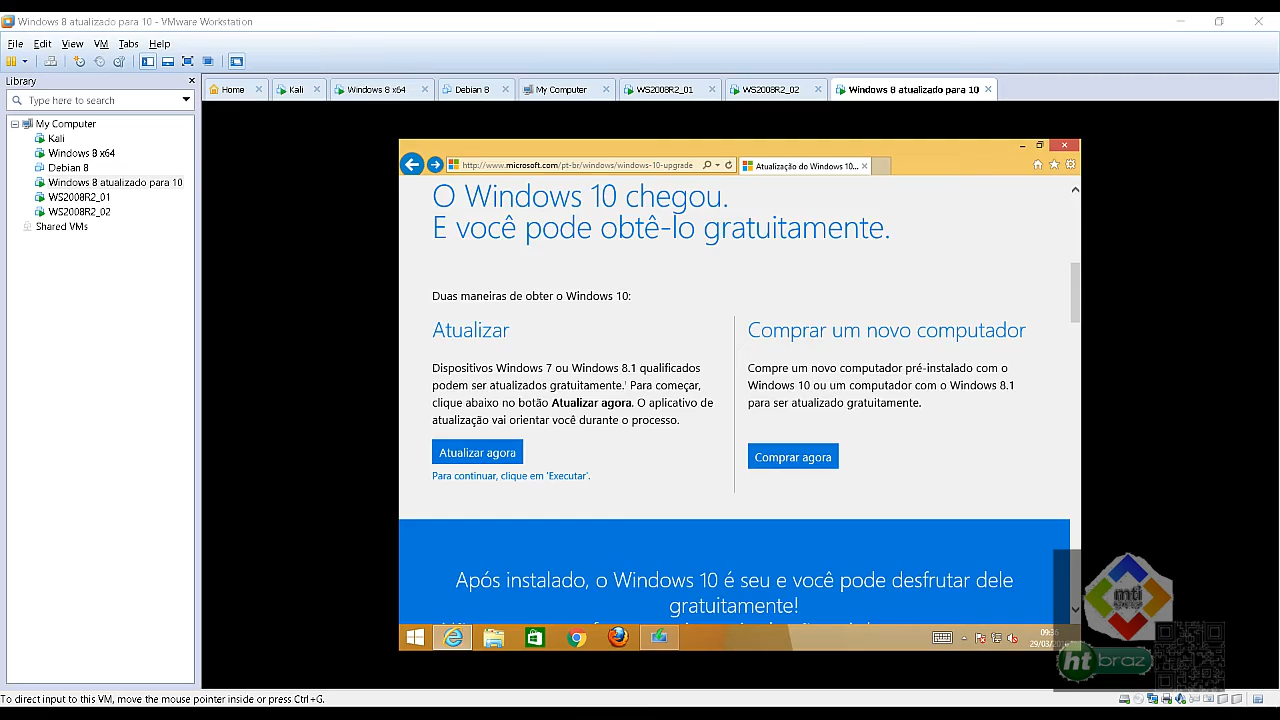 Windows 8 atualizado para 10 - VMware Workstation
File Edit View VM Tabs Help
Library
Type here to search
My Computer
Kali
Windows 8 x64
Debian 8
Windows 8 atualizado para 10
WS2008R2_01
WS2008R2_02
Shared VMs
Home Kali Windows 8 x64 Debian 8 My Computer WS2008R2_01 WS2008R2_02 Windows 8 atualizado para 10
http://www.microsoft.com/pt-br/windows/windows-10-upgrade
Atualização do Windows 10...
O Windows 10 chegou.
E você pode obtê-lo gratuitamente.
Duas maneiras de obter o Windows 10:
Atualizar
Dispositivos Windows 7 ou Windows 8.1 qualificados
podem ser atualizados gratuitamente.¹ Para começar,
clique abaixo no botão Atualizar agora. O aplicativo de
atualização vai orientar você durante o processo.
Atualizar agora
Para continuar, clique em 'Executar'.
Comprar um novo computador
Compre um novo computador pré-instalado com o
Windows 10 ou um computador com o Windows 8.1
para ser atualizado gratuitamente.
Comprar agora
Após instalado, o Windows 10 é seu e você pode desfrutar dele
gratuitamente!
09:36
mti
ht braz
To direct input to this VM, move the mouse pointer inside or press Ctrl+G.